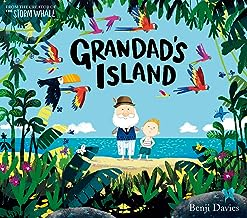 FROM THE CREATOR OF
THE STORM WHALE
GRANDAD'S
ISLAND
Benji Davies